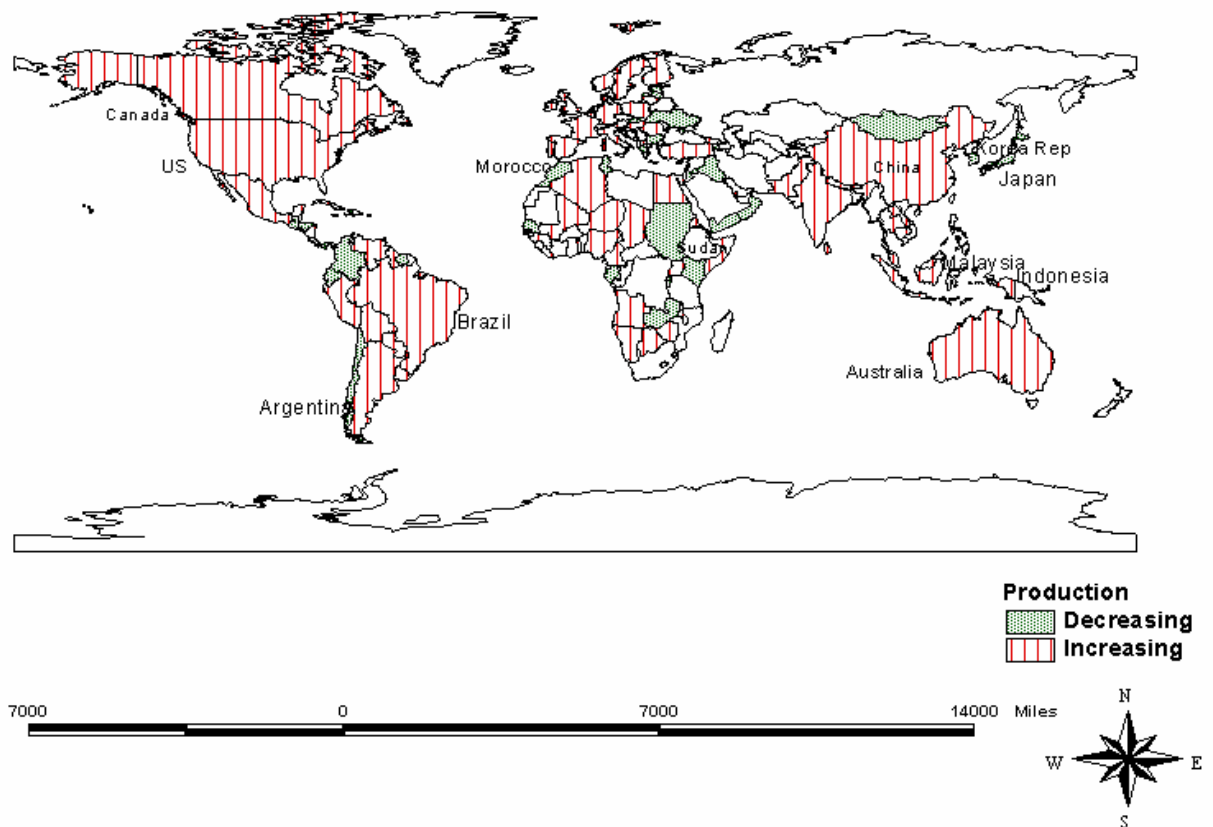 Canada
US
Morocco
Korea Rep
China
Japan
Sudan
Malaysia
Indonesia
Brazil
Australia
Argentina
Production
Decreasing
Increasing
7000 0 7000 14000 Miles
N
W E
S